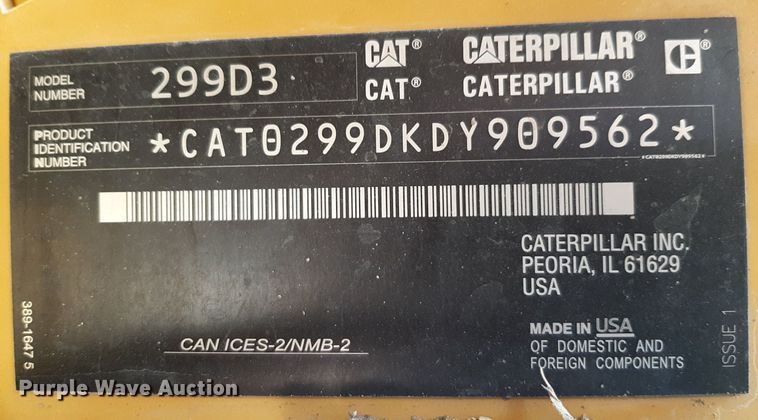 MODEL NUMBER 299D3
CAT® CATERPILLAR® C®
CAT® CATERPILLAR®
PRODUCT IDENTIFICATION NUMBER *CAT0299DKDY909562*
*CAT0299DKDY909562*
CATERPILLAR INC.
PEORIA, IL 61629
USA
MADE IN USA
OF DOMESTIC AND
FOREIGN COMPONENTS
CAN ICES-2/NMB-2
389-1647 5
ISSUE 1
Purple Wave Auction